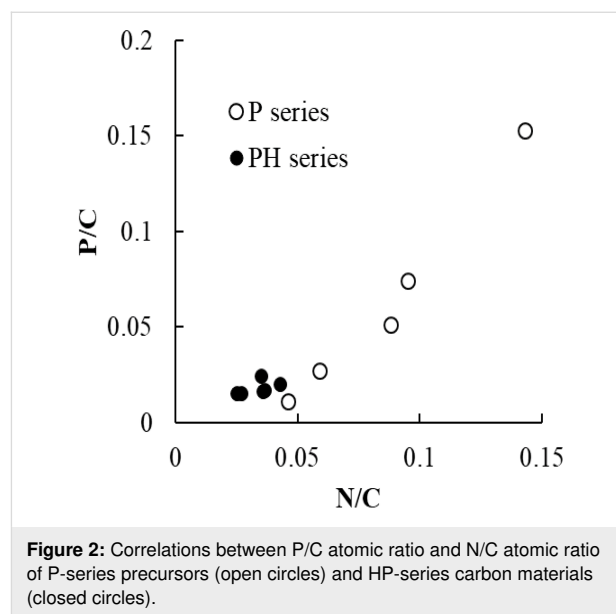 0.2
P series
0.15
PH series
P/C
0.1
0.05
0
0 0.05 0.1 0.15
N/C
Figure 2: Correlations between P/C atomic ratio and N/C atomic ratio
of P-series precursors (open circles) and HP-series carbon materials
(closed circles).